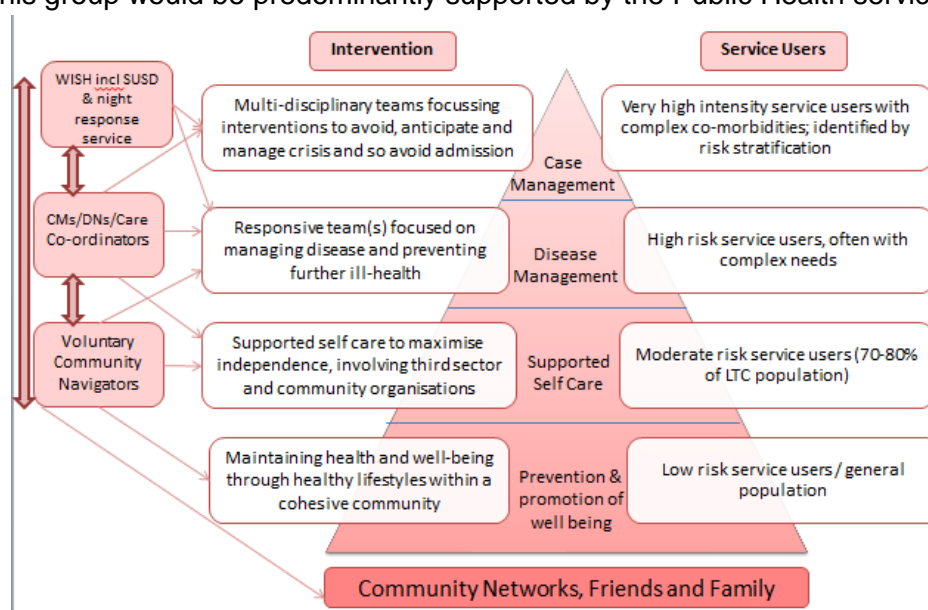 his group would be predominantly supported by the Public Health servic
Intervention
Service Users
WISH incl SUSD
& night
response
service
Multi-disciplinary teams focussing
interventions to avoid, anticipate and
manage crisis and so avoid admission
Case
Management
Very high intensity service users with
complex co-morbidities; identified by
risk stratification
CMs/DNs/Care
Co-ordinators
Responsive team(s) focused on
managing disease and preventing
further ill-health
Disease
Management
High risk service users, often with
complex needs
Voluntary
Community
Navigators
Supported self care to maximise
independence, involving third sector
and community organisations
Supported
Self Care
Moderate risk service users (70-80%
of LTC population)
Maintaining health and well-being
through healthy lifestyles within a
cohesive community
Prevention &
promotion of
well being
Low risk service users / general
population
Community Networks, Friends and Family